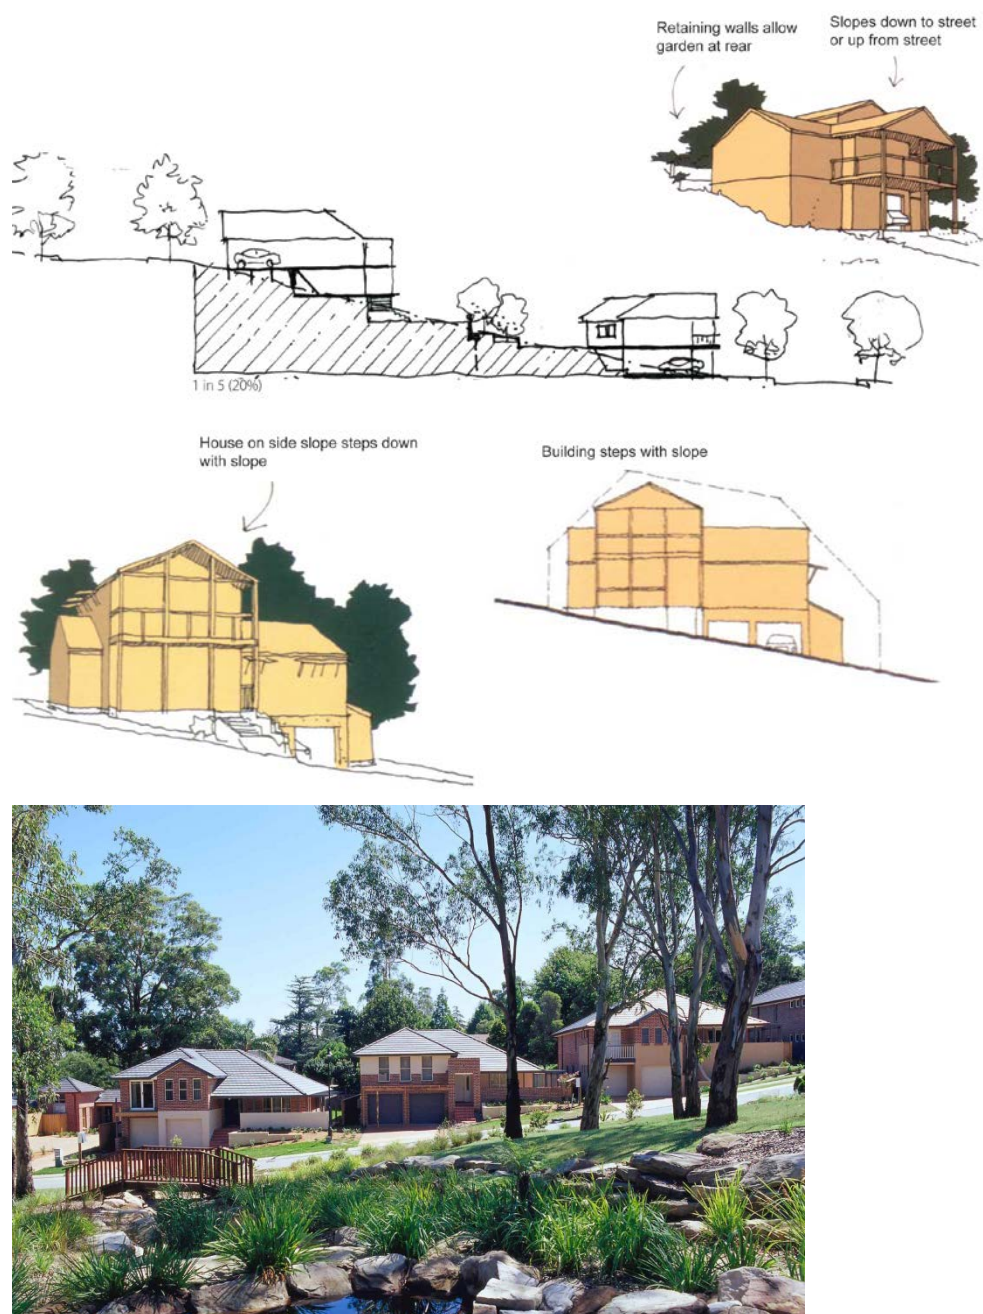 Retaining walls allow
garden at rear
Slopes down to street
or up from street
1 in 5 (20%)
House on side slope steps down
with slope
Building steps with slope